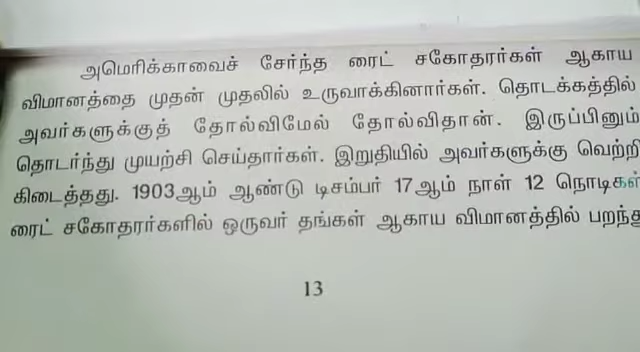 அமெரிக்காவைச் சேர்ந்த ரைட் சகோதரர்கள் ஆகாய
விமானத்தை முதன் முதலில் உருவாக்கினார்கள். தொடக்கத்தில்
அவர்களுக்குத் தோல்விமேல் தோல்விதான். இருப்பினும்
தொடர்ந்து முயற்சி செய்தார்கள். இறுதியில் அவர்களுக்கு வெற்றி
கிடைத்தது. 1903ஆம் ஆண்டு டிசம்பர் 17ஆம் நாள் 12 நொடிகள்
ரைட் சகோதரர்களில் ஒருவர் தங்கள் ஆகாய விமானத்தில் பறந்து
13